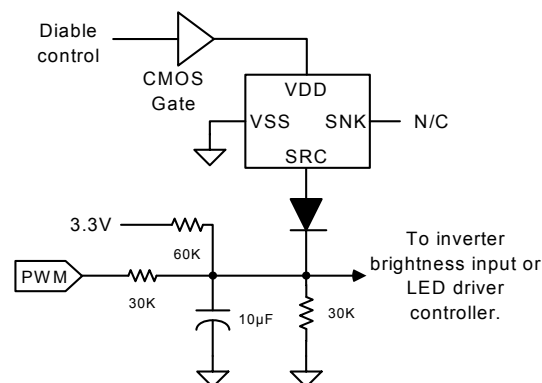 Diable
control
CMOS
Gate
VDD
VSS
SNK
N/C
SRC
3.3V
60K
PWM
30K
10µF
30K
To inverter
brightness input or
LED driver
controller.